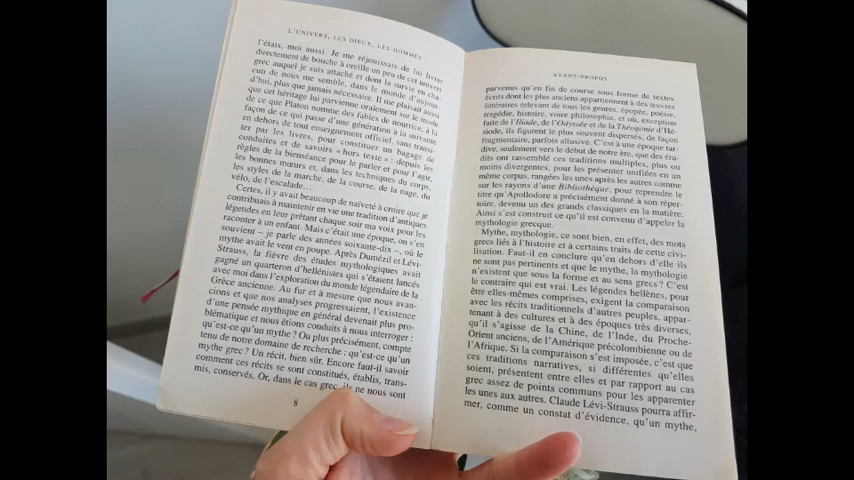 L'UNIVERS, LES DIEUX, LES HOMMES
l'étais, moi aussi. Je me réjouissais de lui livrer
directement de bouche à oreille un peu de cet univers
grec auquel je suis attaché et dont la survie en cha-
cun de nous me semble, dans le monde d'aujour-
d'hui, plus que jamais nécessaire. Il me plaisait aussi
que cet héritage lui parvienne oralement sur le mode
de ce que Platon nomme des fables de nourrice, à la
façon de ce qui passe d'une génération à la suivante
en dehors de tout enseignement officiel, sans transi-
ter par les livres, pour constituer un bagage de
conduites et de savoirs « hors texte » : depuis les
règles de la bienséance pour le parler et pour l'agir,
les bonnes mœurs et, dans les techniques du corps,
les styles de la marche, de la course, de la nage, du
vélo, de l'escalade...
Certes, il y avait beaucoup de naïveté à croire que je
contribuais à maintenir en vie une tradition d'antiques
légendes en leur prêtant chaque soir ma voix pour les
raconter à un enfant. Mais c'était une époque, on s'en
souvient – je parle des années soixante-dix –, où le
mythe avait le vent en poupe. Après Dumézil et Lévi-
Strauss, la fièvre des études mythologiques avait
gagné un quarteron d'hellénistes qui s'étaient lancés
avec moi dans l'exploration du monde légendaire de la
Grèce ancienne. Au fur et à mesure que nous avan-
cions et que nos analyses progressaient, l'existence
d'une pensée mythique en général devenait plus pro-
blématique et nous étions conduits à nous interroger :
qu'est-ce qu'un mythe ? Ou plus précisément, compte
tenu de notre domaine de recherche : qu'est-ce qu'un
mythe grec ? Un récit, bien sûr. Encore faut-il savoir
comment ces récits se sont constitués, établis, trans-
mis, conservés. Or, dans le cas grec, ils ne nous sont
8
AVANT-PROPOS
parvenus qu'en fin de course sous forme de textes
écrits dont les plus anciens appartiennent à des œuvres
littéraires relevant de tous les genres, épopée, poésie,
tragédie, histoire, voire philosophie, et où, exception
faite de l'Iliade, de l'Odyssée et de la Théogonie d'Hé-
siode, ils figurent le plus souvent dispersés, de façon
fragmentaire, parfois allusive. C'est à une époque tar-
dive, seulement vers le début de notre ère, que des éru-
dits ont rassemblé ces traditions multiples, plus ou
moins divergentes, pour les présenter unifiées en un
même corpus, rangées les unes après les autres comme
sur les rayons d'une Bibliothèque, pour reprendre le
titre qu'Apollodore a précisément donné à son réper-
toire, devenu un des grands classiques en la matière.
Ainsi s'est construit ce qu'il est convenu d'appeler la
mythologie grecque.
Mythe, mythologie, ce sont bien, en effet, des mots
grecs liés à l'histoire et à certains traits de cette civi-
lisation. Faut-il en conclure qu'en dehors d'elle ils
ne sont pas pertinents et que le mythe, la mythologie
n'existent que sous la forme et au sens grecs ? C'est
le contraire qui est vrai. Les légendes hellènes, pour
être elles-mêmes comprises, exigent la comparaison
avec les récits traditionnels d'autres peuples, appar-
tenant à des cultures et à des époques très diverses,
qu'il s'agisse de la Chine, de l'Inde, du Proche-
Orient anciens, de l'Amérique précolombienne ou de
l'Afrique. Si la comparaison s'est imposée, c'est que
ces traditions narratives, si différentes qu'elles
soient, présentent entre elles et par rapport au cas
grec assez de points communs pour les apparenter
les unes aux autres. Claude Lévi-Strauss pourra affir-
mer, comme un constat d'évidence, qu'un mythe,